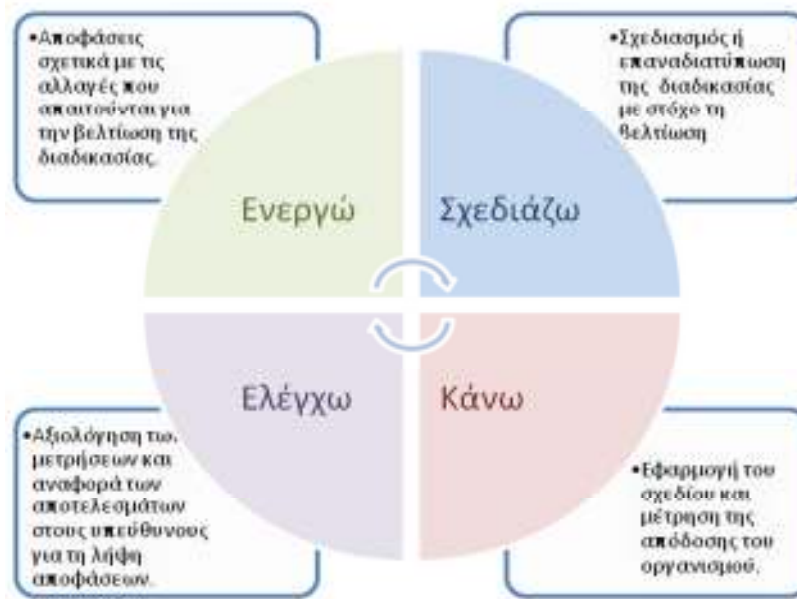 •Αποφάσεις
σχετικά με τις
αλλαγές που
απαιτούνται για
την βελτίωση της
διαδικασίας.
•Σχεδιασμός ή
επαναδιατύπωση
της διαδικασίας
με στόχο τη
βελτίωση
Ενεργώ
Σχεδιάζω
Ελέγχω
Κάνω
•Αξιολόγηση των
μετρήσεων και
αναφορά των
αποτελεσμάτων
στους υπεύθυνους
για τη λήψη
αποφάσεων.
•Εφαρμογή του
σχεδίου και
μέτρηση της
απόδοσης του
οργανισμού.